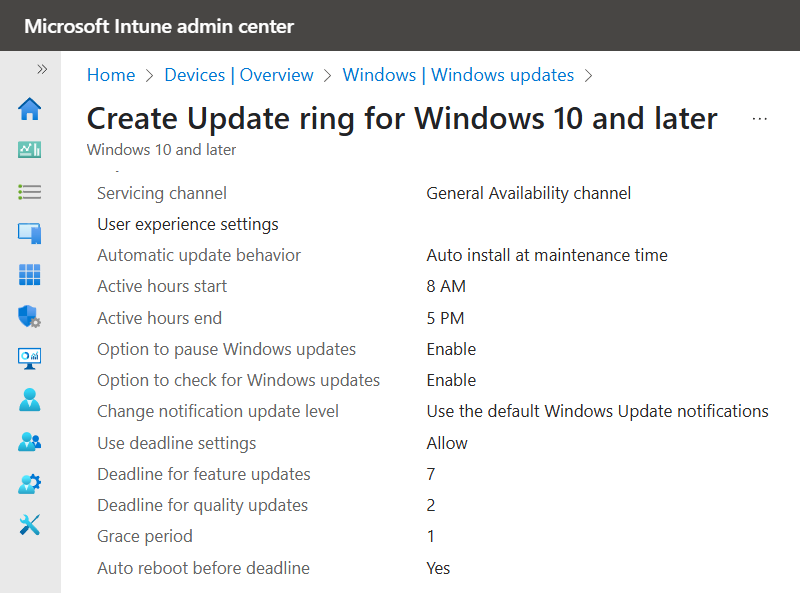 Microsoft Intune admin center
Home > Devices | Overview > Windows | Windows updates >
Create Update ring for Windows 10 and later ...
Windows 10 and later
Servicing channel General Availability channel
User experience settings
Automatic update behavior Auto install at maintenance time
Active hours start 8 AM
Active hours end 5 PM
Option to pause Windows updates Enable
Option to check for Windows updates Enable
Change notification update level Use the default Windows Update notifications
Use deadline settings Allow
Deadline for feature updates 7
Deadline for quality updates 2
Grace period 1
Auto reboot before deadline Yes